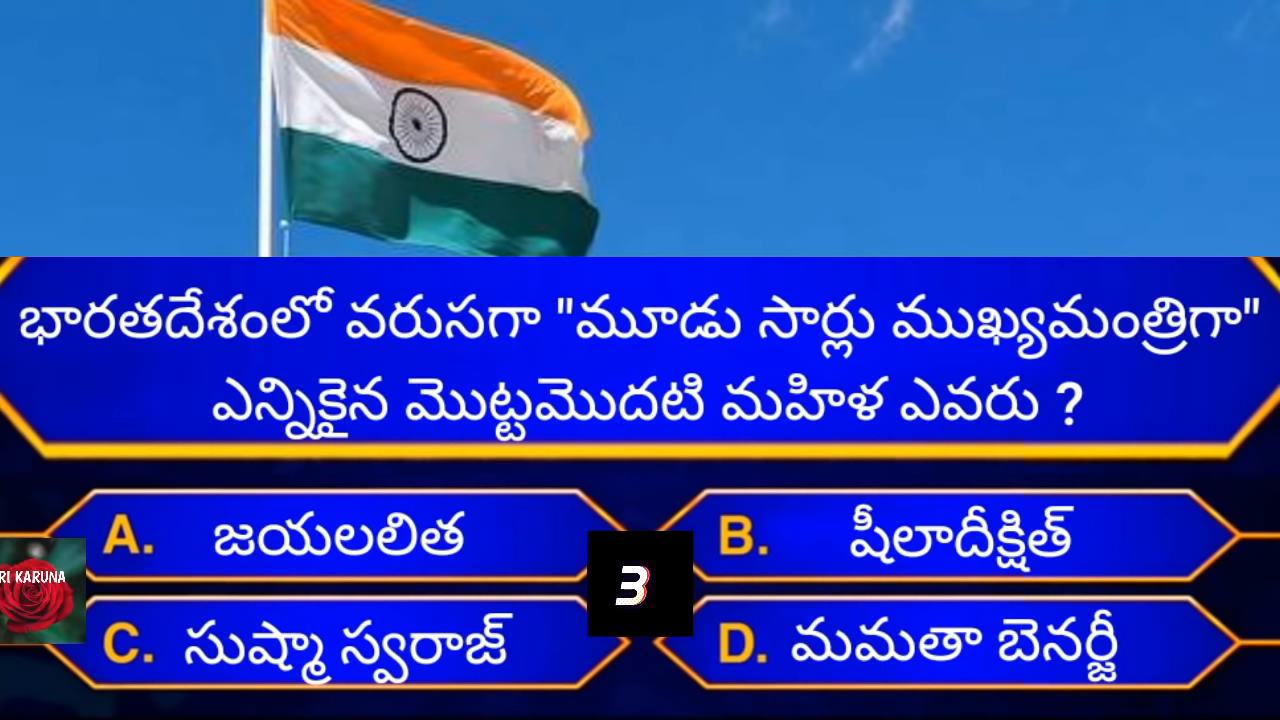 భారతదేశంలో వరుసగా "మూడు సార్లు ముఖ్యమంత్రిగా"
ఎన్నికైన మొట్టమొదటి మహిళ ఎవరు ?
A. జయలలిత
B. షీలాదీక్షిత్
RI KARUNA
3
C. సుష్మా స్వరాజ్
D. మమతా బెనర్జీ